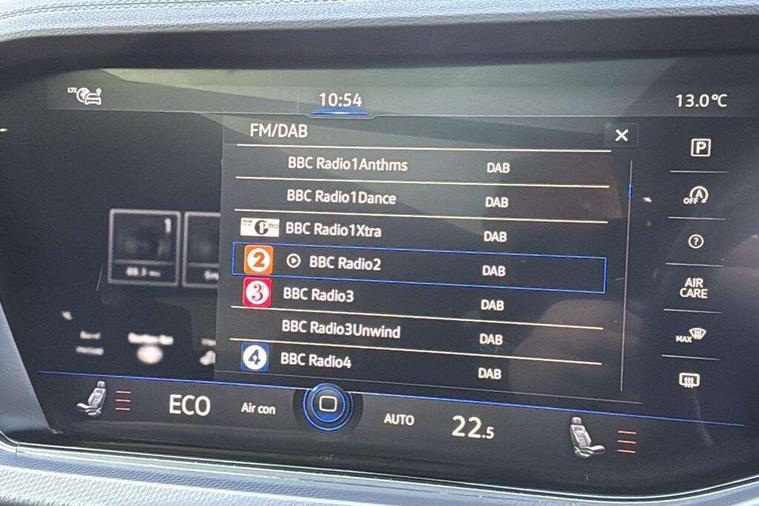 LTE
10:54
13.0°C
FM/DAB
BBC Radio1Anthms DAB
BBC Radio1Dance DAB
BBC Radio1Xtra DAB
2 BBC Radio2 DAB
3 BBC Radio3 DAB
BBC Radio3Unwind DAB
4 BBC Radio4 DAB
P
A
OFF
?
AIR
CARE
MAX
1
ECO
Air con
AUTO
22.5